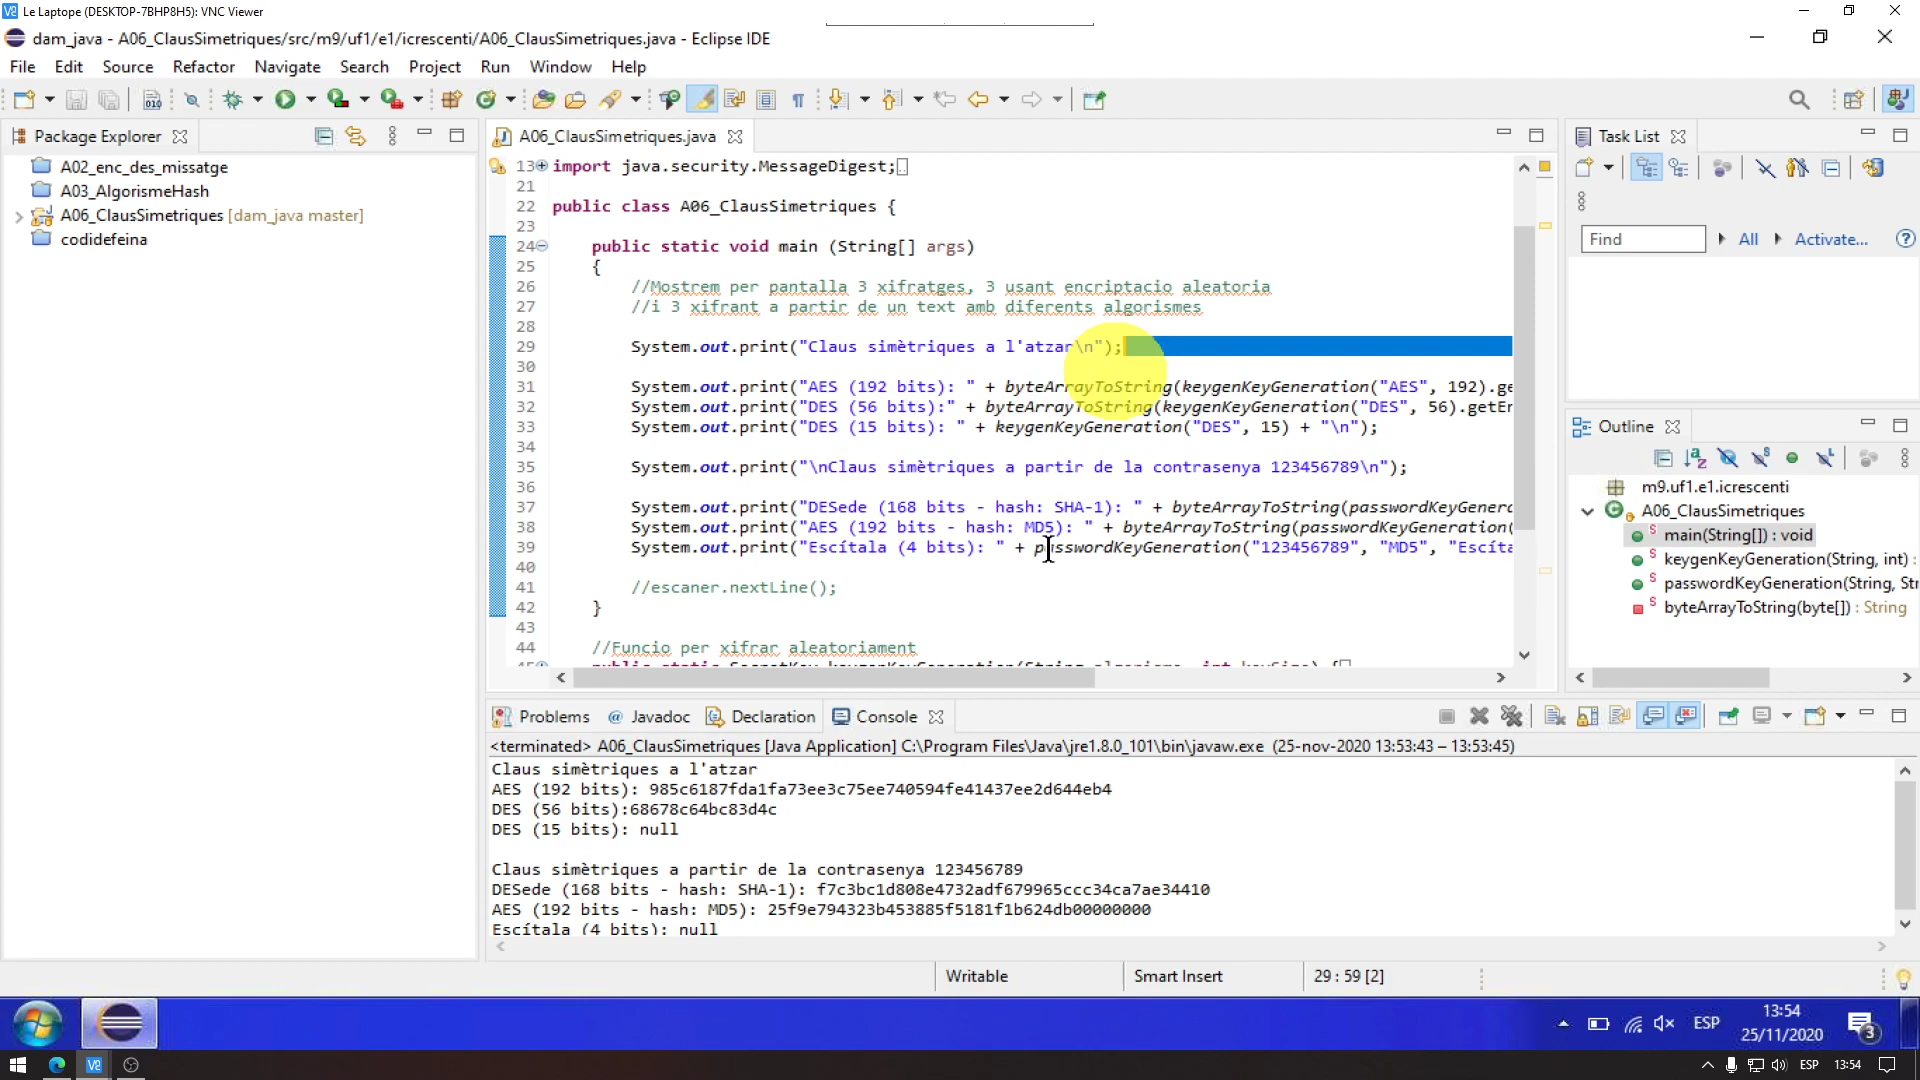 Le Laptope (DESKTOP-7BHP8H5): VNC Viewer
dam_java - A06_ClausSimetriques/src/m9/uf1/e1/icrescenti/A06_ClausSimetriques.java - Eclipse IDE
File Edit Source Refactor Navigate Search Project Run Window Help
Package Explorer
A02_enc_des_missatge
A03_AlgorismeHash
A06_ClausSimetriques [dam_java master]
codidefeina
A06_ClausSimetriques.java
13 import java.security.MessageDigest;
21
22 public class A06_ClausSimetriques {
23
24 public static void main (String[] args)
25 {
26 //Mostrem per pantalla 3 xifratges, 3 usant encriptacio aleatoria
27 //i 3 xifrant a partir de un text amb diferents algorismes
28
29 System.out.print("Claus simètriques a l'atzar\n");
30
31 System.out.print("AES (192 bits): " + byteArrayToString(keygenKeyGeneration("AES", 192).ge
32 System.out.print("DES (56 bits):" + byteArrayToString(keygenKeyGeneration("DES", 56).getEn
33 System.out.print("DES (15 bits): " + keygenKeyGeneration("DES", 15) + "\n");
34
35 System.out.print("\nClaus simètriques a partir de la contrasenya 123456789\n");
36
37 System.out.print("DESede (168 bits - hash: SHA-1): " + byteArrayToString(passwordKeyGenera
38 System.out.print("AES (192 bits - hash: MD5): " + byteArrayToString(passwordKeyGeneration(
39 System.out.print("Escítala (4 bits): " + passwordKeyGeneration("123456789", "MD5", "Escíta
40
41 //escaner.nextLine();
42 }
43
44 //Funcio per xifrar aleatoriament
45 public static SecretKey keygenKeyGeneration(String algorisme, int keySize) {
Task List
Find All Activate...
Outline
m9.uf1.e1.icrescenti
A06_ClausSimetriques
main(String[]) : void
keygenKeyGeneration(String, int) :
passwordKeyGeneration(String, Str
byteArrayToString(byte[]) : String
Problems Javadoc Declaration Console
<terminated> A06_ClausSimetriques [Java Application] C:\Program Files\Java\jre1.8.0_101\bin\javaw.exe (25-nov-2020 13:53:43 – 13:53:45)
Claus simètriques a l'atzar
AES (192 bits): 985c6187fda1fa73ee3c75ee740594fe41437ee2d644eb4
DES (56 bits):68678c64bc83d4c
DES (15 bits): null
Claus simètriques a partir de la contrasenya 123456789
DESede (168 bits - hash: SHA-1): f7c3bc1d808e4732adf679965ccc34ca7ae34410
AES (192 bits - hash: MD5): 25f9e794323b453885f5181f1b624db00000000
Escítala (4 bits): null
Writable Smart Insert 29 : 59 [2]
ESP 13:54
25/11/2020 3
ESP 13:54